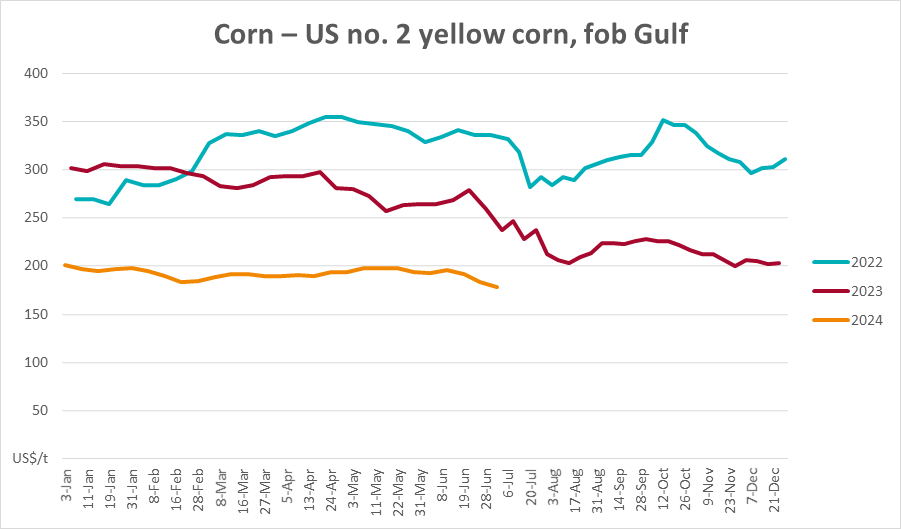 Corn – US no. 2 yellow corn, fob Gulf
400
350
300
250
200
150
100
50
US$/t
2022
2023
2024
3-Jan
11-Jan
19-Jan
31-Jan
8-Feb
16-Feb
28-Feb
8-Mar
16-Mar
27-Mar
5-Apr
13-Apr
24-Apr
3-May
11-May
22-May
31-May
8-Jun
19-Jun
28-Jun
6-Jul
20-Jul
3-Aug
17-Aug
31-Aug
14-Sep
28-Sep
12-Oct
26-Oct
9-Nov
23-Nov
7-Dec
21-Dec